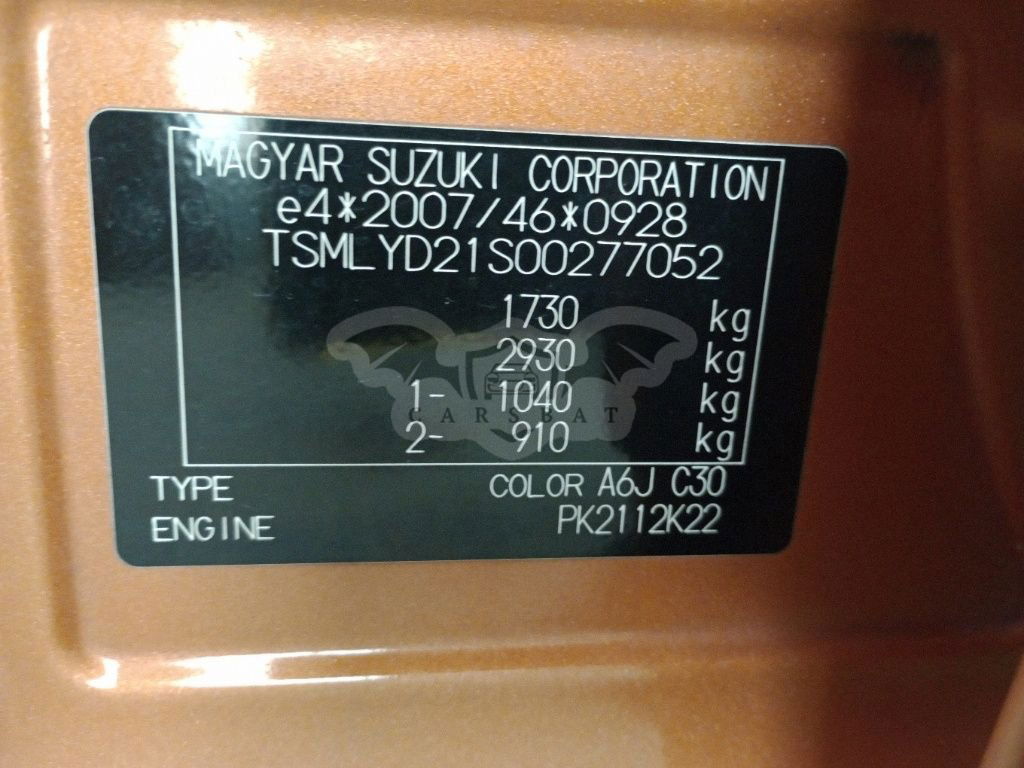 MAGYAR SUZUKI CORPORATION
e4*2007/46*0928
TSMLYD21S00277052
1730 kg
2930 kg
1- 1040 kg
CARSBAT
2- 910 kg
TYPE COLOR A6J C30
ENGINE PK2112K22